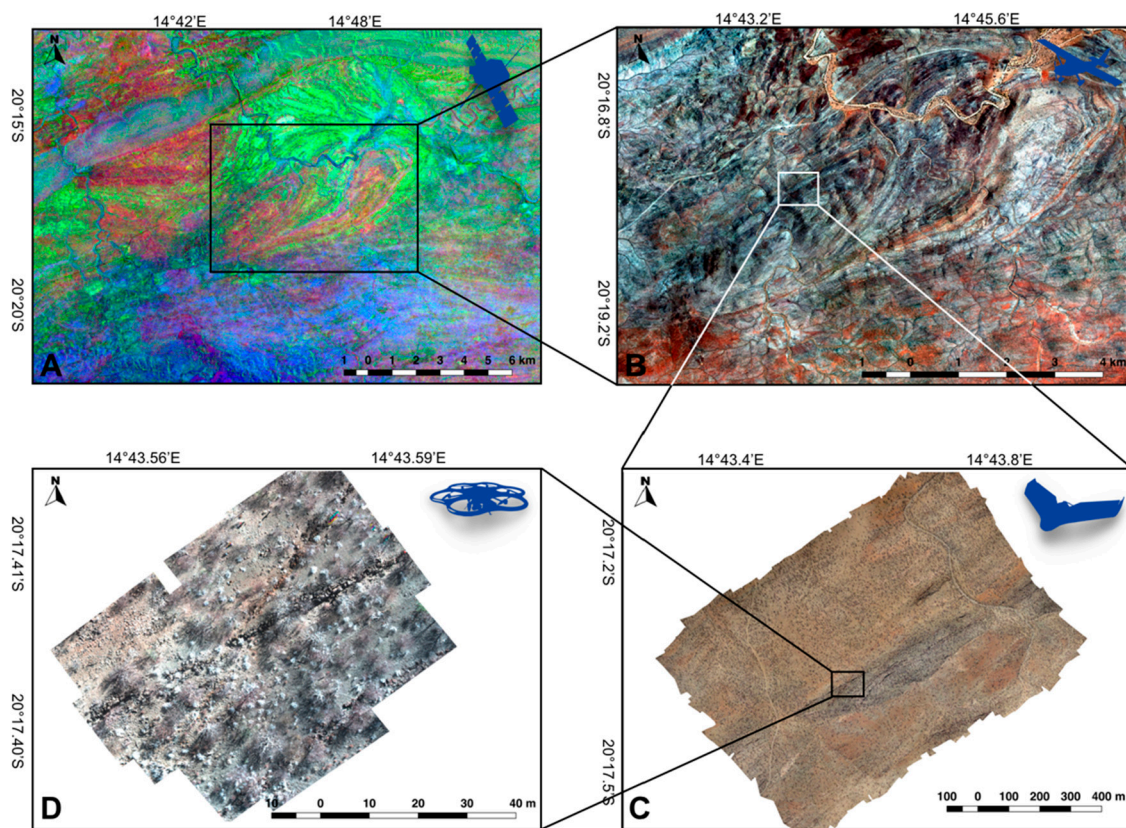 14°42'E 14°48'E
N
20°15'S
20°20'S
A
1 0 1 2 3 4 5 6 km
14°43.2'E 14°45.6'E
N
20°16.8'S
20°19.2'S
B
1 0 1 2 3 4 km
14°43.56'E 14°43.59'E
N
20°17.41'S
20°17.40'S
D
10 0 10 20 30 40 m
14°43.4'E 14°43.8'E
N
20°17.2'S
20°17.5'S
C
100 0 100 200 300 400 m